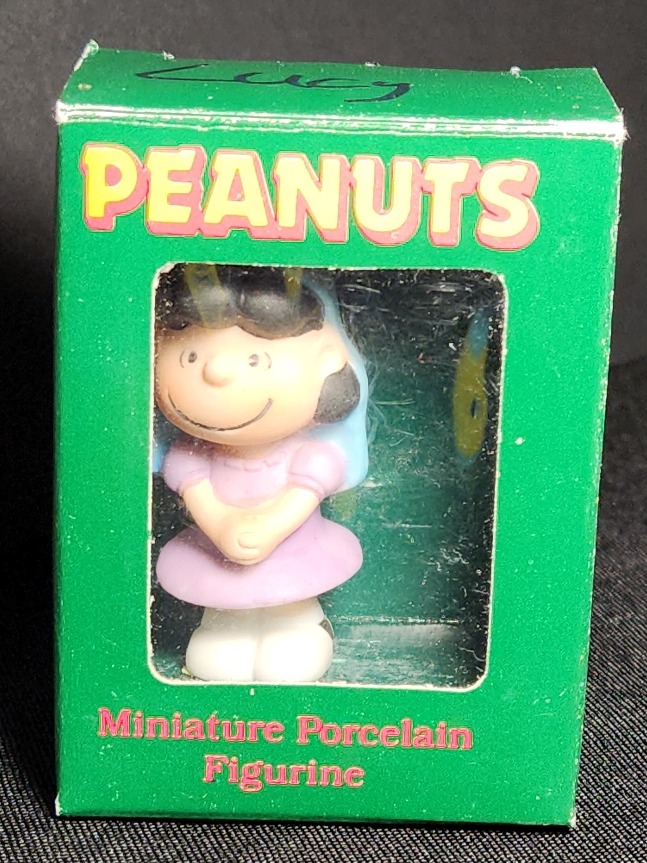 Lucy
PEANUTS
Miniature Porcelain
Figurine